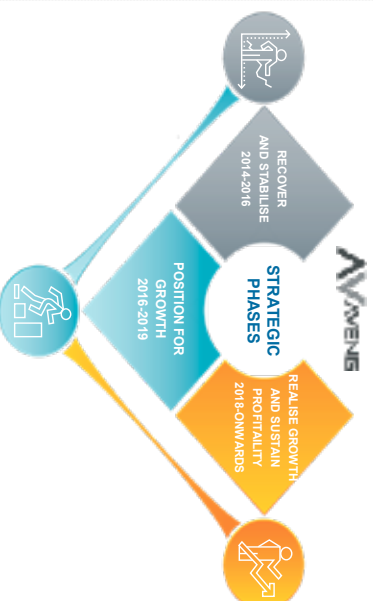 AVENG
STRATEGIC
PHASES
RECOVER
AND STABILISE
2014-2016
POSITION FOR
GROWTH
2016-2019
REALISE GROWTH
AND SUSTAIN
PROFITAILITY
2018-ONWARDS